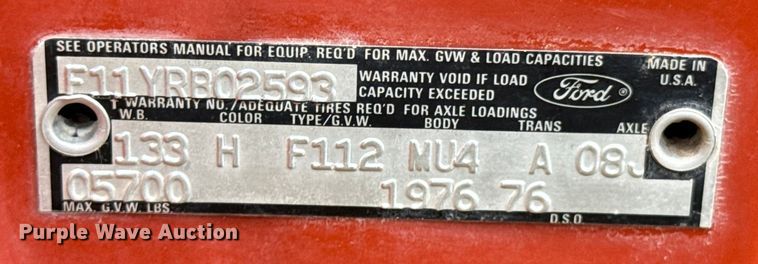 SEE OPERATORS MANUAL FOR EQUIP. REQ'D FOR MAX. GVW & LOAD CAPACITIES
F11YRB02593
WARRANTY VOID IF LOAD
CAPACITY EXCEEDED
Ford
MADE IN
U.S.A.
† WARRANTY NO./ADEQUATE TIRES REQ'D FOR AXLE LOADINGS
W.B. COLOR TYPE/G.V.W. BODY TRANS AXLE
133 H F112 MU4 A 08J
05700 1976 76
MAX. G.V.W. LBS. D.S.O.
Purple Wave Auction